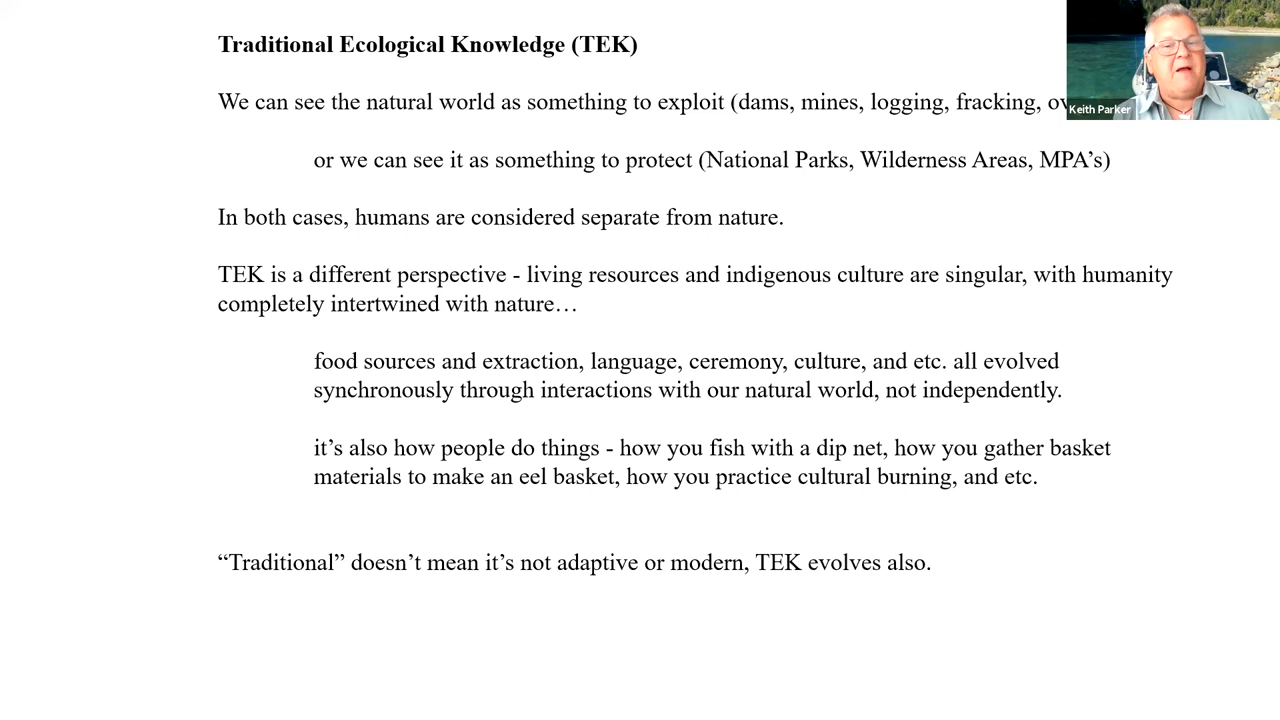 Traditional Ecological Knowledge (TEK)
We can see the natural world as something to exploit (dams, mines, logging, fracking,
Keith Parker
or we can see it as something to protect (National Parks, Wilderness Areas, MPA’s)
In both cases, humans are considered separate from nature.
TEK is a different perspective - living resources and indigenous culture are singular, with humanity
completely intertwined with nature…
food sources and extraction, language, ceremony, culture, and etc. all evolved
synchronously through interactions with our natural world, not independently.
it’s also how people do things - how you fish with a dip net, how you gather basket
materials to make an eel basket, how you practice cultural burning, and etc.
“Traditional” doesn’t mean it’s not adaptive or modern, TEK evolves also.